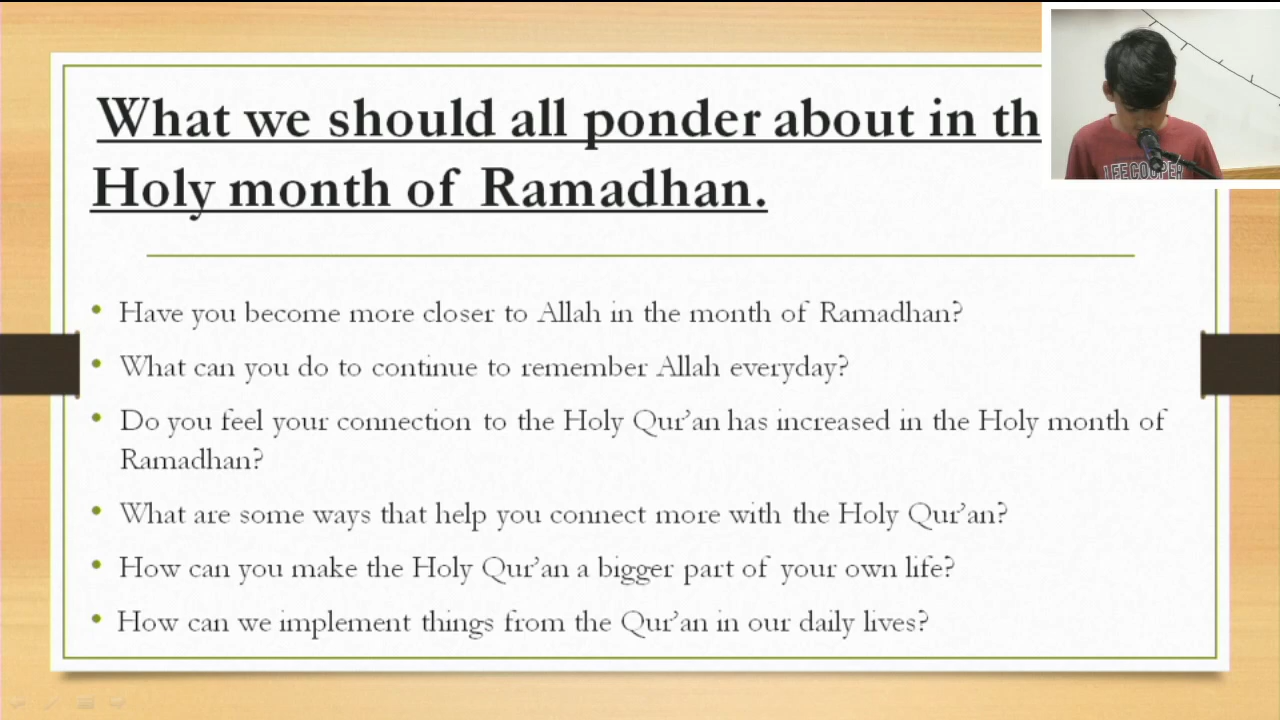 What we should all ponder about in th
Holy month of Ramadhan.
LEE COOPER
• Have you become more closer to Allah in the month of Ramadhan?
• What can you do to continue to remember Allah everyday?
• Do you feel your connection to the Holy Qur’an has increased in the Holy month of
Ramadhan?
• What are some ways that help you connect more with the Holy Qur’an?
• How can you make the Holy Qur’an a bigger part of your own life?
• How can we implement things from the Qur’an in our daily lives?